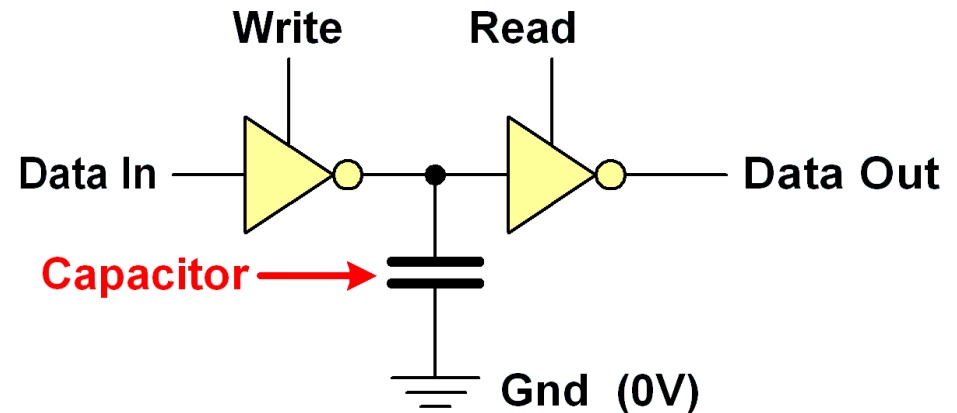 Write
Read
Data In
Data Out
Capacitor
Gnd (0V)